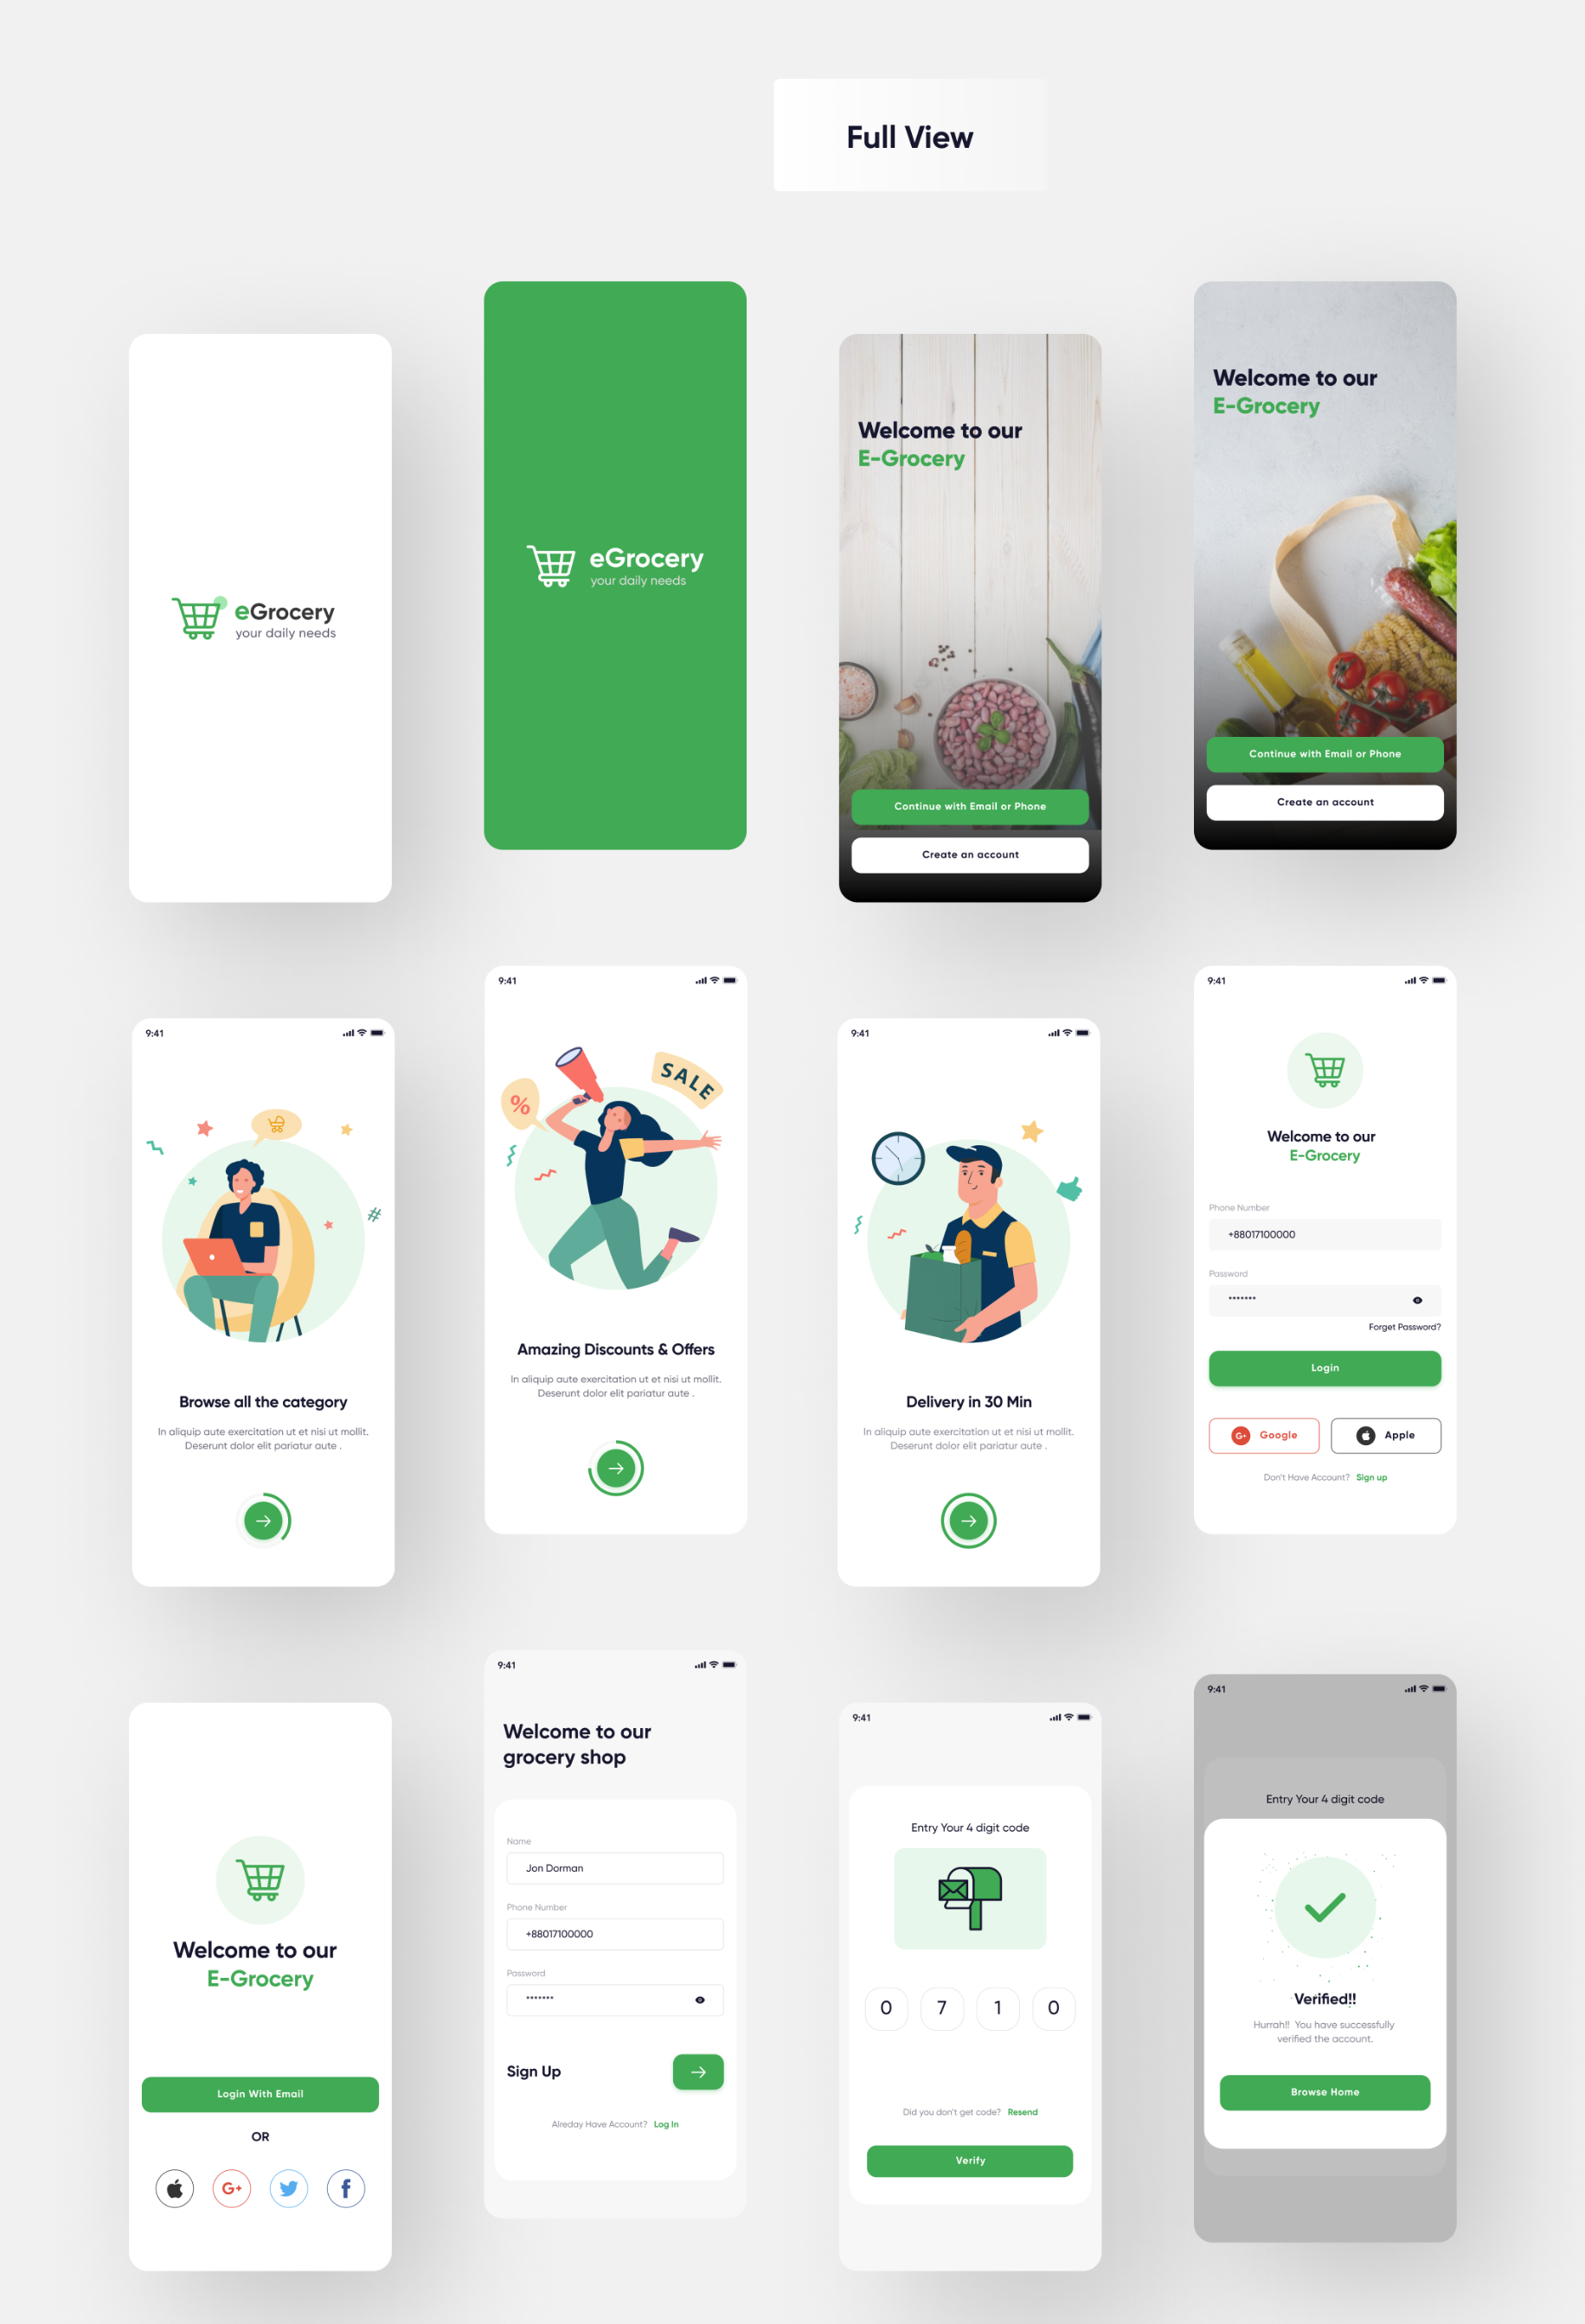 Full View
eGrocery
your daily needs
eGrocery
your daily needs
Welcome to our
E-Grocery
Continue with Email or Phone
Create an account
Welcome to our
E-Grocery
Continue with Email or Phone
Create an account
9:41
Browse all the category
In aliquip aute exercitation ut et nisi ut mollit.
Deserunt dolor elit pariatur aute .
9:41
%
SALE
Amazing Discounts & Offers
In aliquip aute exercitation ut et nisi ut mollit.
Deserunt dolor elit pariatur aute .
9:41
Delivery in 30 Min
In aliquip aute exercitation ut et nisi ut mollit.
Deserunt dolor elit pariatur aute .
9:41
Welcome to our
E-Grocery
Phone Number
+88017100000
Password
*******
Forget Password?
Login
G+ Google
Apple
Don't Have Account? Sign up
Welcome to our
E-Grocery
Login With Email
OR
G+
9:41
Welcome to our
grocery shop
Name
Jon Dorman
Phone Number
+88017100000
Password
*******
Sign Up
Alreday Have Account? Log In
9:41
Entry Your 4 digit code
0 7 1 0
Did you don't get code? Resend
Verify
9:41
Entry Your 4 digit code
Verified!!
Hurrah!! You have successfully
verified the account.
Browse Home